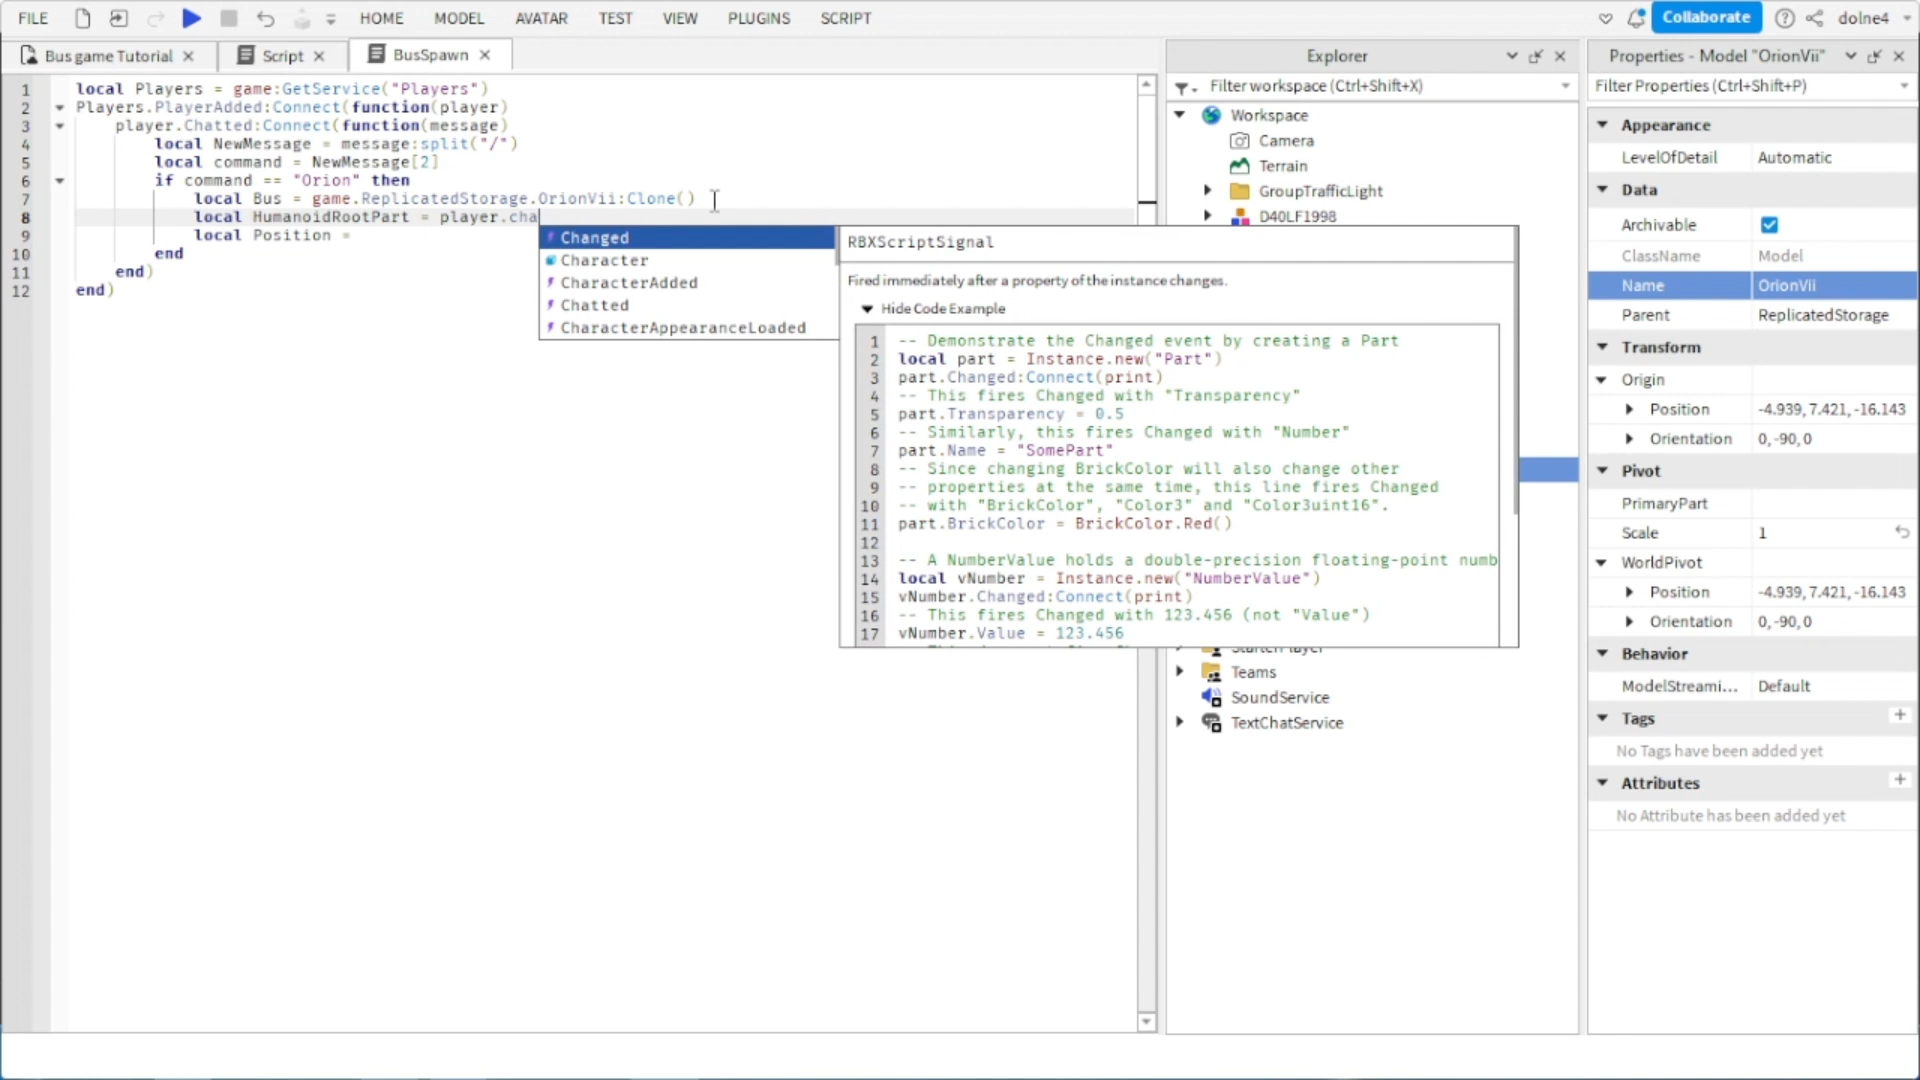 FILE HOME MODEL AVATAR TEST VIEW PLUGINS SCRIPT Collaborate dolne4
Bus game Tutorial Script BusSpawn
1 local Players = game:GetService("Players")
2 Players.PlayerAdded:Connect(function(player)
3 player.Chatted:Connect(function(message)
4 local NewMessage = message:split("/")
5 local command = NewMessage[2]
6 if command == "Orion" then
7 local Bus = game.ReplicatedStorage.OrionVii:Clone()
8 local HumanoidRootPart = player.cha
9 local Position =
10 end
11 end)
12 end)
Changed
Character
CharacterAdded
Chatted
CharacterAppearanceLoaded
RBXScriptSignal
Fired immediately after a property of the instance changes.
Hide Code Example
1 -- Demonstrate the Changed event by creating a Part
2 local part = Instance.new("Part")
3 part.Changed:Connect(print)
4 -- This fires Changed with "Transparency"
5 part.Transparency = 0.5
6 -- Similarly, this fires Changed with "Number"
7 part.Name = "SomePart"
8 -- Since changing BrickColor will also change other
9 -- properties at the same time, this line fires Changed
10 -- with "BrickColor", "Color3" and "Color3uint16".
11 part.BrickColor = BrickColor.Red()
12
13 -- A NumberValue holds a double-precision floating-point numb
14 local vNumber = Instance.new("NumberValue")
15 vNumber.Changed:Connect(print)
16 -- This fires Changed with 123.456 (not "Value")
17 vNumber.Value = 123.456
Explorer
Filter workspace (Ctrl+Shift+X)
Workspace
Camera
Terrain
GroupTrafficLight
D40LF1998
StarterPlayer
Teams
SoundService
TextChatService
Properties - Model "OrionVii"
Filter Properties (Ctrl+Shift+P)
Appearance
LevelOfDetail Automatic
Data
Archivable
ClassName Model
Name OrionVii
Parent ReplicatedStorage
Transform
Origin
Position -4.939, 7.421, -16.143
Orientation 0, -90, 0
Pivot
PrimaryPart
Scale 1
WorldPivot
Position -4.939, 7.421, -16.143
Orientation 0, -90, 0
Behavior
ModelStreami... Default
Tags
No Tags have been added yet
Attributes
No Attribute has been added yet